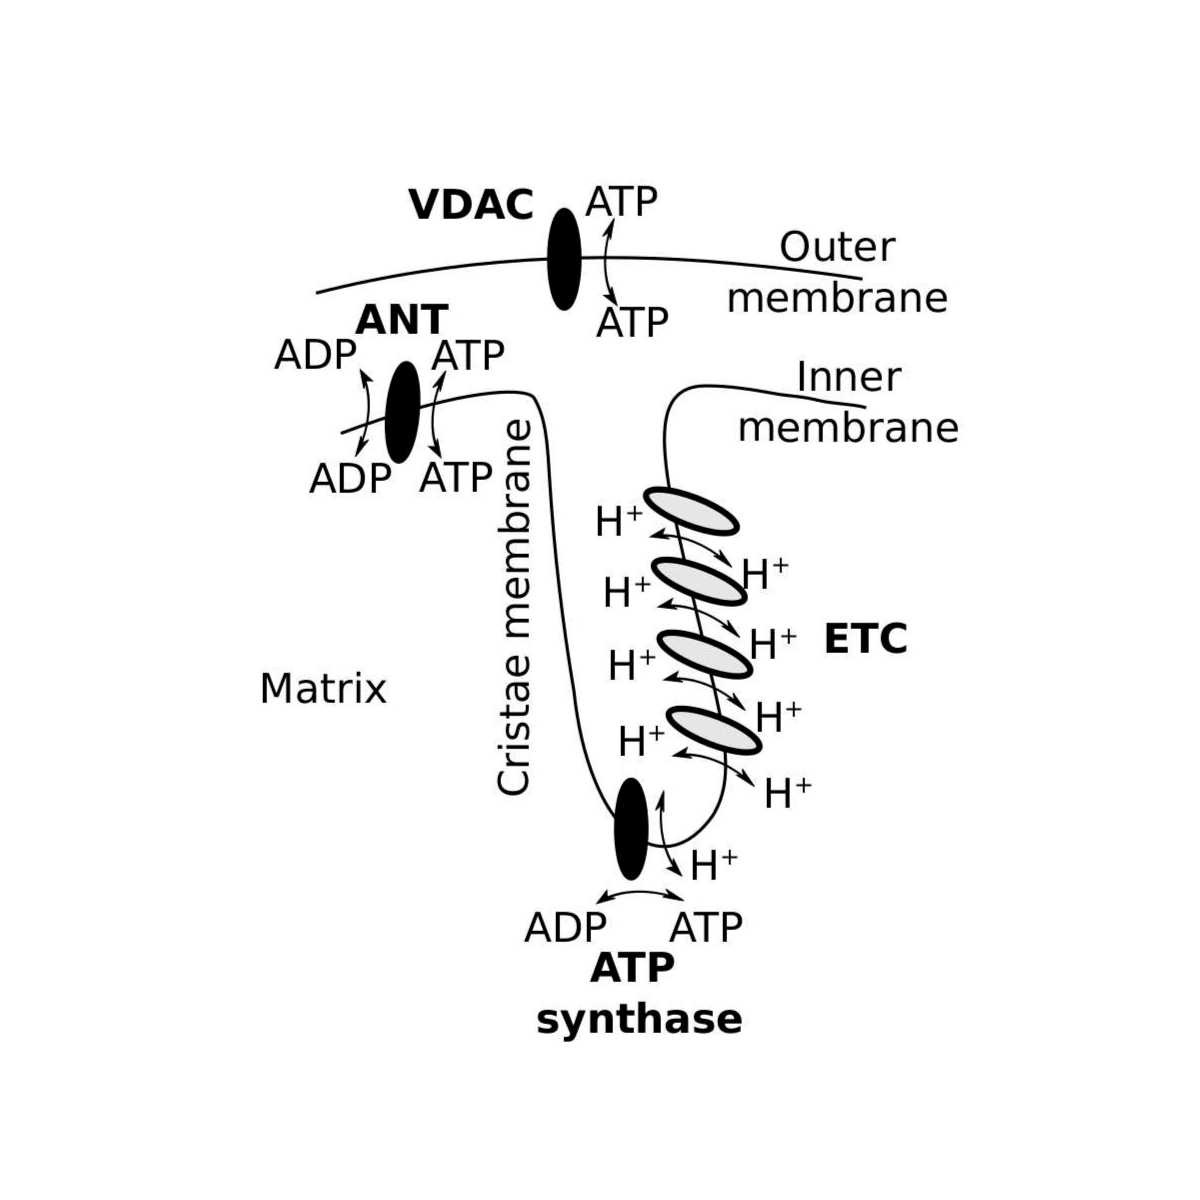 VDAC
ATP
Outer
membrane
ATP
ANT
ADP
ATP
Inner
membrane
ADP
ATP
Cristae membrane
H⁺
H⁺
H⁺
H⁺
ETC
H⁺
H⁺
H⁺
H⁺
Matrix
H⁺
ADP
ATP
ATP
synthase